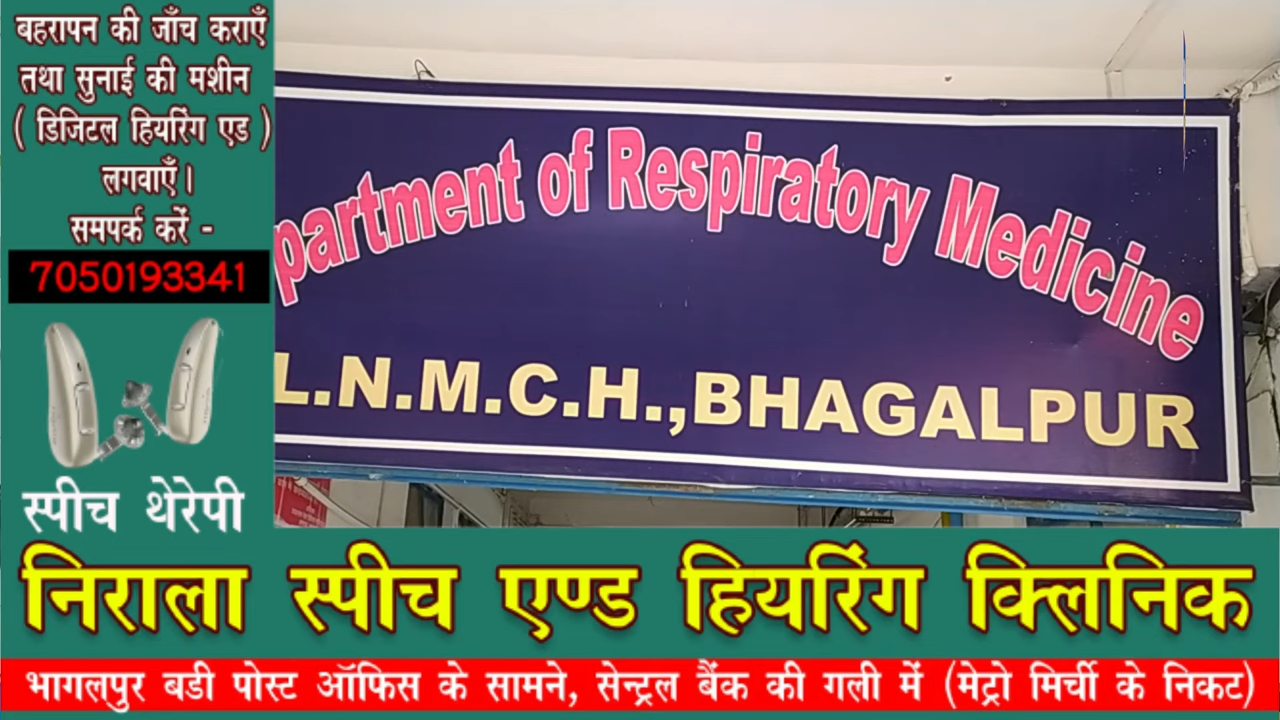 बहरापन की जाँच कराएँ
तथा सुनाई की मशीन
( डिजिटल हियरिंग एड )
लगवाएँ।
समपर्क करें -
7050193341
स्पीच थेरेपी
partment of Respiratory Medicine
L.N.M.C.H.,BHAGALPUR
निराला स्पीच एण्ड हियरिंग क्लिनिक
भागलपुर बडी पोस्ट ऑफिस के सामने, सेन्ट्रल बैंक की गली में (मेट्रो मिर्ची के निकट)